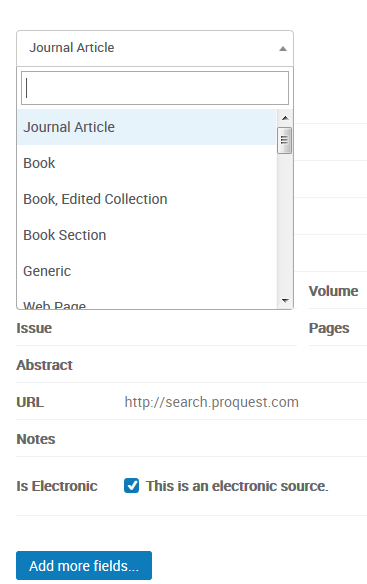 Journal Article
Journal Article
Book
Book, Edited Collection
Book Section
Generic
Web Page
Volume
Issue Pages
Abstract
URL http://search.proquest.com
Notes
Is Electronic This is an electronic source.
Add more fields...